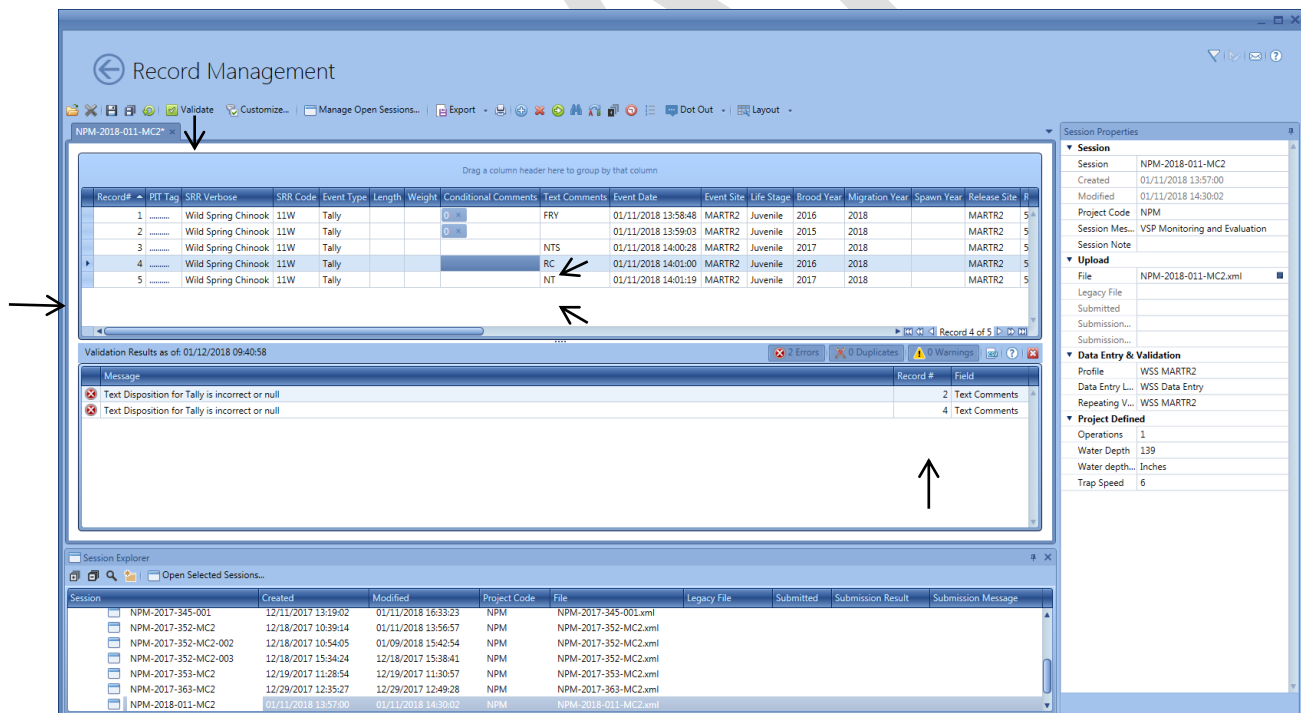 Record Management
Validate Customize... Manage Open Sessions... Export Dot Out Layout
NPM-2018-011-MC2*
Drag a column header here to group by that column
Record# PIT Tag SRR Verbose SRR Code Event Type Length Weight Conditional Comments Text Comments Event Date Event Site Life Stage Brood Year Migration Year Spawn Year Release Site R
1 .......... Wild Spring Chinook 11W Tally 0 × FRY 01/11/2018 13:58:48 MARTR2 Juvenile 2016 2018 MARTR2 5
2 .......... Wild Spring Chinook 11W Tally 0 × 01/11/2018 13:59:03 MARTR2 Juvenile 2015 2018 MARTR2 5
3 .......... Wild Spring Chinook 11W Tally NTS 01/11/2018 14:00:28 MARTR2 Juvenile 2017 2018 MARTR2 5
4 .......... Wild Spring Chinook 11W Tally RC 01/11/2018 14:01:00 MARTR2 Juvenile 2016 2018 MARTR2 5
5 .......... Wild Spring Chinook 11W Tally NT 01/11/2018 14:01:19 MARTR2 Juvenile 2017 2018 MARTR2 5
Record 4 of 5
Validation Results as of: 01/12/2018 09:40:58 2 Errors 0 Duplicates 0 Warnings
Message Record # Field
Text Disposition for Tally is incorrect or null 2 Text Comments
Text Disposition for Tally is incorrect or null 4 Text Comments
Session Explorer
Open Selected Sessions...
Session Created Modified Project Code File Legacy File Submitted Submission Result Submission Message
NPM-2017-345-001 12/11/2017 13:19:02 01/11/2018 16:33:23 NPM NPM-2017-345-001.xml
NPM-2017-352-MC2 12/18/2017 10:39:14 01/11/2018 13:56:57 NPM NPM-2017-352-MC2.xml
NPM-2017-352-MC2-002 12/18/2017 10:54:05 01/09/2018 15:42:54 NPM NPM-2017-352-MC2.xml
NPM-2017-352-MC2-003 12/18/2017 15:34:24 12/18/2017 15:38:41 NPM NPM-2017-352-MC2.xml
NPM-2017-353-MC2 12/19/2017 11:28:54 12/19/2017 11:30:57 NPM NPM-2017-353-MC2.xml
NPM-2017-363-MC2 12/29/2017 12:35:27 12/29/2017 12:49:28 NPM NPM-2017-363-MC2.xml
NPM-2018-011-MC2 01/11/2018 13:57:00 01/11/2018 14:30:02 NPM NPM-2018-011-MC2.xml
Session Properties
Session
Session NPM-2018-011-MC2
Created 01/11/2018 13:57:00
Modified 01/11/2018 14:30:02
Project Code NPM
Session Mes... VSP Monitoring and Evaluation
Session Note
Upload
File NPM-2018-011-MC2.xml
Legacy File
Submitted
Submission...
Submission...
Data Entry & Validation
Profile WSS MARTR2
Data Entry L... WSS Data Entry
Repeating V... WSS MARTR2
Project Defined
Operations 1
Water Depth 139
Water depth... Inches
Trap Speed 6